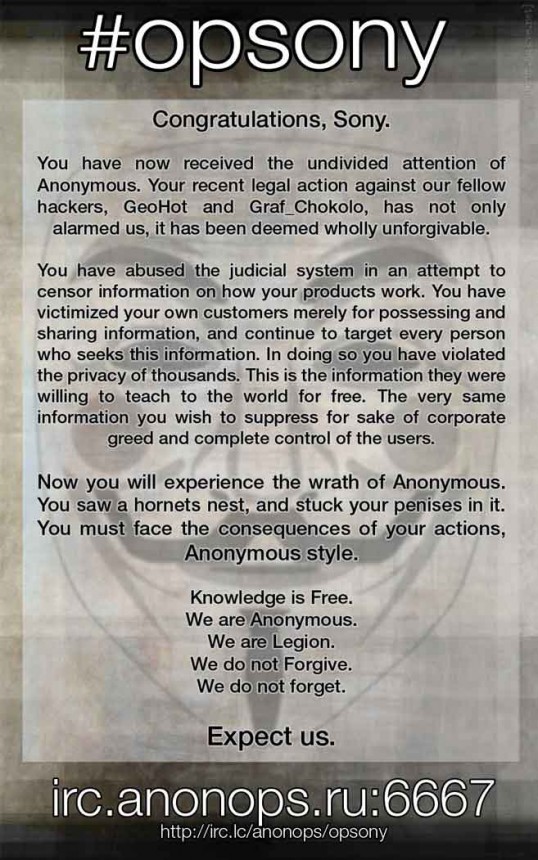 #opsony
Congratulations, Sony.
You have now received the undivided attention of
Anonymous. Your recent legal action against our fellow
hackers, GeoHot and Graf_Chokolo, has not only
alarmed us, it has been deemed wholly unforgivable.
You have abused the judicial system in an attempt to
censor information on how your products work. You have
victimized your own customers merely for possessing and
sharing information, and continue to target every person
who seeks this information. In doing so you have violated
the privacy of thousands. This is the information they were
willing to teach to the world for free. The very same
information you wish to suppress for sake of corporate
greed and complete control of the users.
Now you will experience the wrath of Anonymous.
You saw a hornets nest, and stuck your penises in it.
You must face the consequences of your actions,
Anonymous style.
Knowledge is Free.
We are Anonymous.
We are Legion.
We do not Forgive.
We do not forget.
Expect us.
irc.anonops.ru:6667
http://irc.lc/anonops/opsony